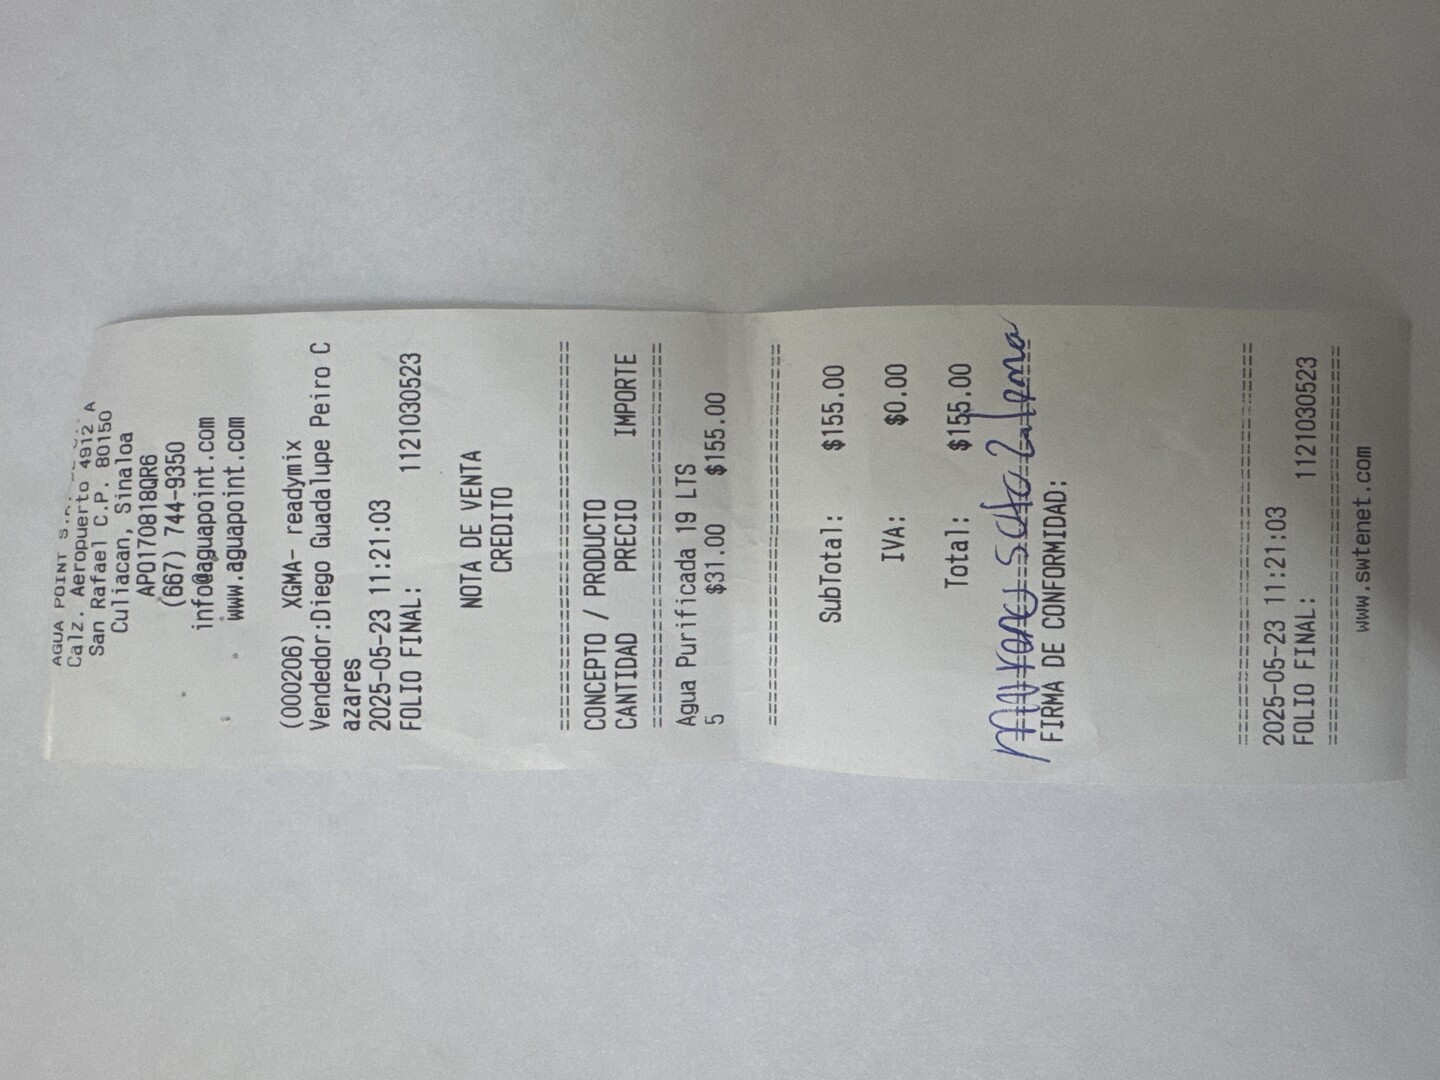 AGUA POINT S.A.
Calz. Aeropuerto 4912 A
San Rafael C.P. 80150
Culiacan, Sinaloa
APO170818QR6
(667) 744-9350
info@aguapoint.com
www.aguapoint.com
(000206) XGMA- readymix
Vendedor:Diego Guadalupe Peiro C
azares
2025-05-23 11:21:03
FOLIO FINAL: 1121030523
NOTA DE VENTA
CREDITO
================================
CONCEPTO / PRODUCTO
CANTIDAD PRECIO IMPORTE
================================
Agua Purificada 19 LTS
5 $31.00 $155.00
================================
SubTotal: $155.00
IVA: $0.00
Total: $155.00
FIRMA DE CONFORMIDAD:
================================
2025-05-23 11:21:03
FOLIO FINAL: 1121030523
================================
www.swtenet.com